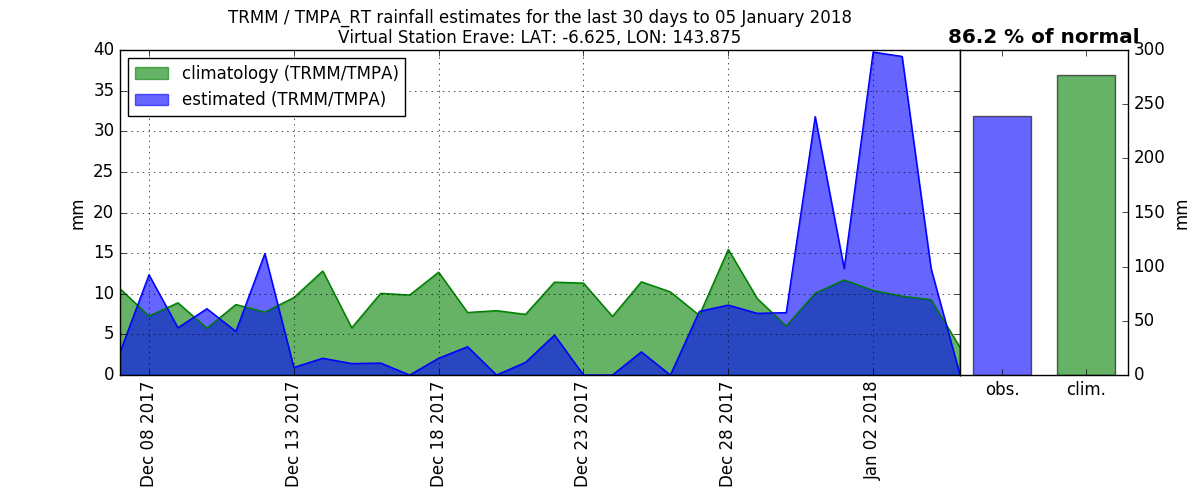 TRMM / TMPA_RT rainfall estimates for the last 30 days to 05 January 2018
Virtual Station Erave: LAT: -6.625, LON: 143.875
86.2 % of normal
climatology (TRMM/TMPA)
estimated (TRMM/TMPA)
40
35
30
25
20
15
10
5
0
mm
Dec 08 2017
Dec 13 2017
Dec 18 2017
Dec 23 2017
Dec 28 2017
Jan 02 2018
obs.
clim.
300
250
200
150
100
50
0
mm